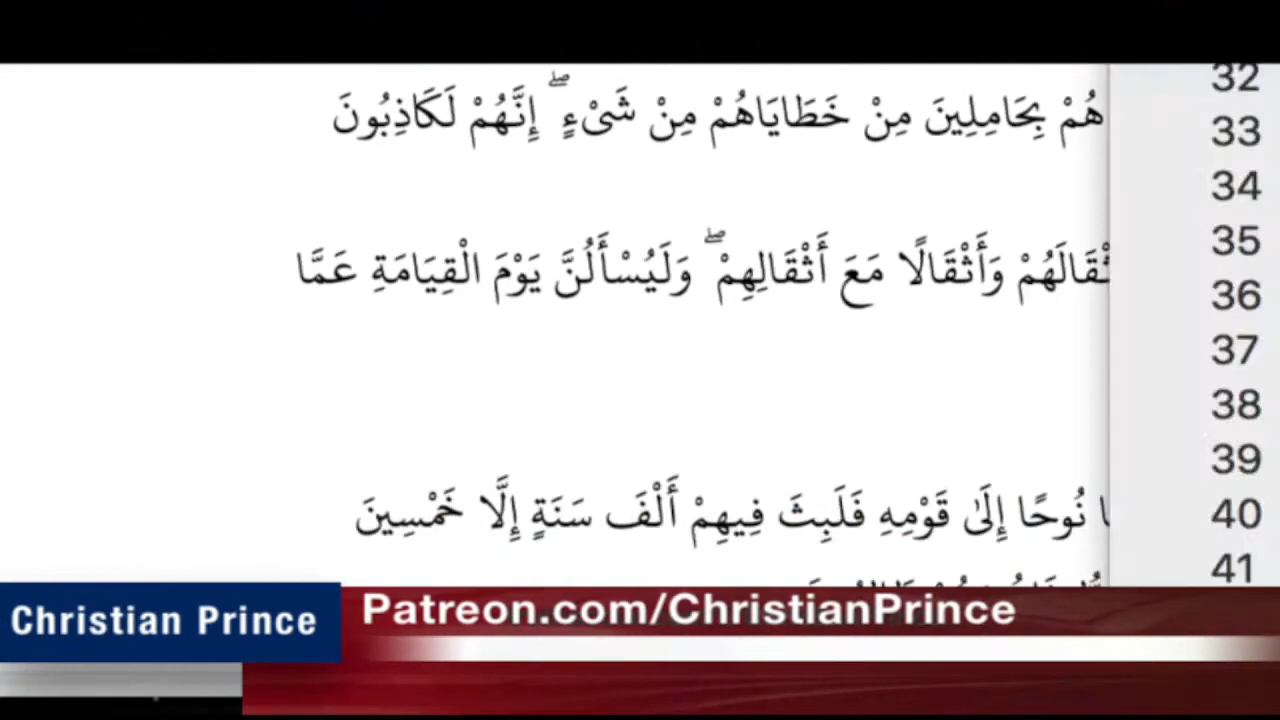 هُمْ بِحَامِلِينَ مِنْ خَطَايَاهُمْ مِنْ شَىْءٍ ۖ إِنَّهُمْ لَكَاذِبُونَ
ثْقَالَهُمْ وَأَثْقَالًا مَعَ أَثْقَالِهِمْ ۖ وَلَيُسْأَلُنَّ يَوْمَ الْقِيَامَةِ عَمَّا
ا نُوحًا إِلَىٰ قَوْمِهِ فَلَبِثَ فِيهِمْ أَلْفَ سَنَةٍ إِلَّا خَمْسِينَ
32
33
34
35
36
37
38
39
40
41
Christian Prince
Patreon.com/ChristianPrince